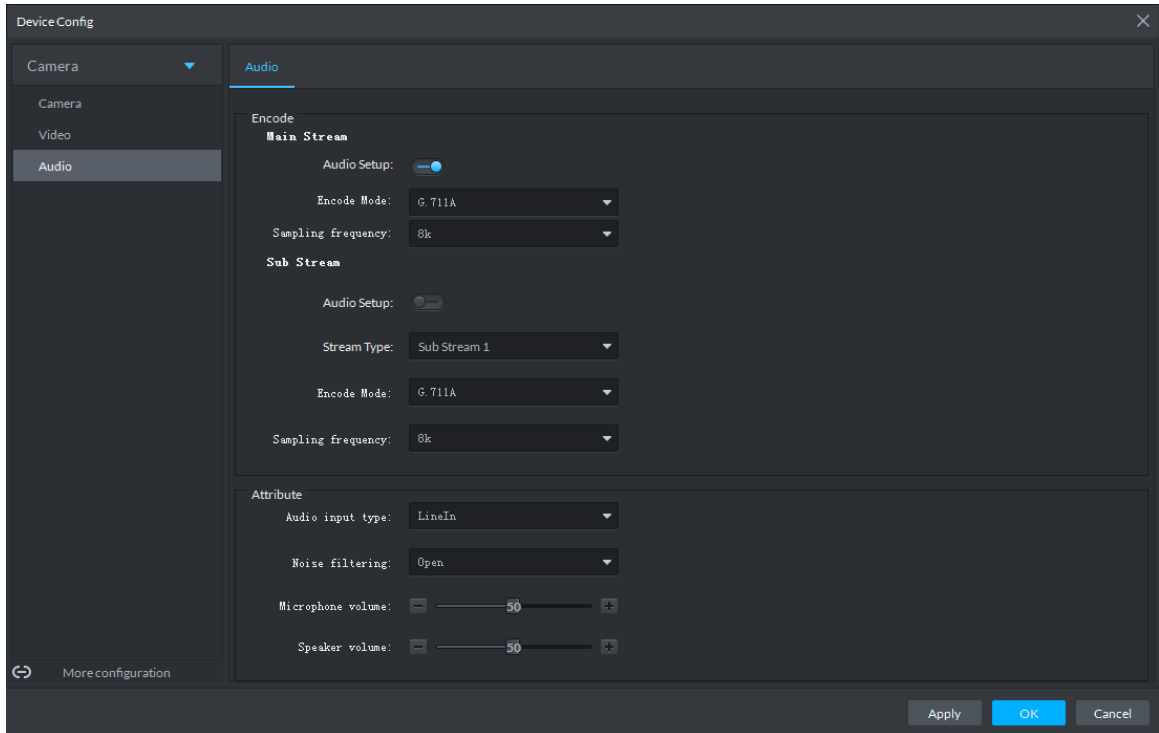 Device Config
Camera
Audio
Camera
Video
Audio
Encode
Main Stream
Audio Setup:
Encode Mode: G.711A
Sampling frequency: 8k
Sub Stream
Audio Setup:
Stream Type: Sub Stream 1
Encode Mode: G.711A
Sampling frequency: 8k
Attribute
Audio input type: LineIn
Noise filtering: Open
Microphone volume: 50
Speaker volume: 50
More configuration
Apply OK Cancel